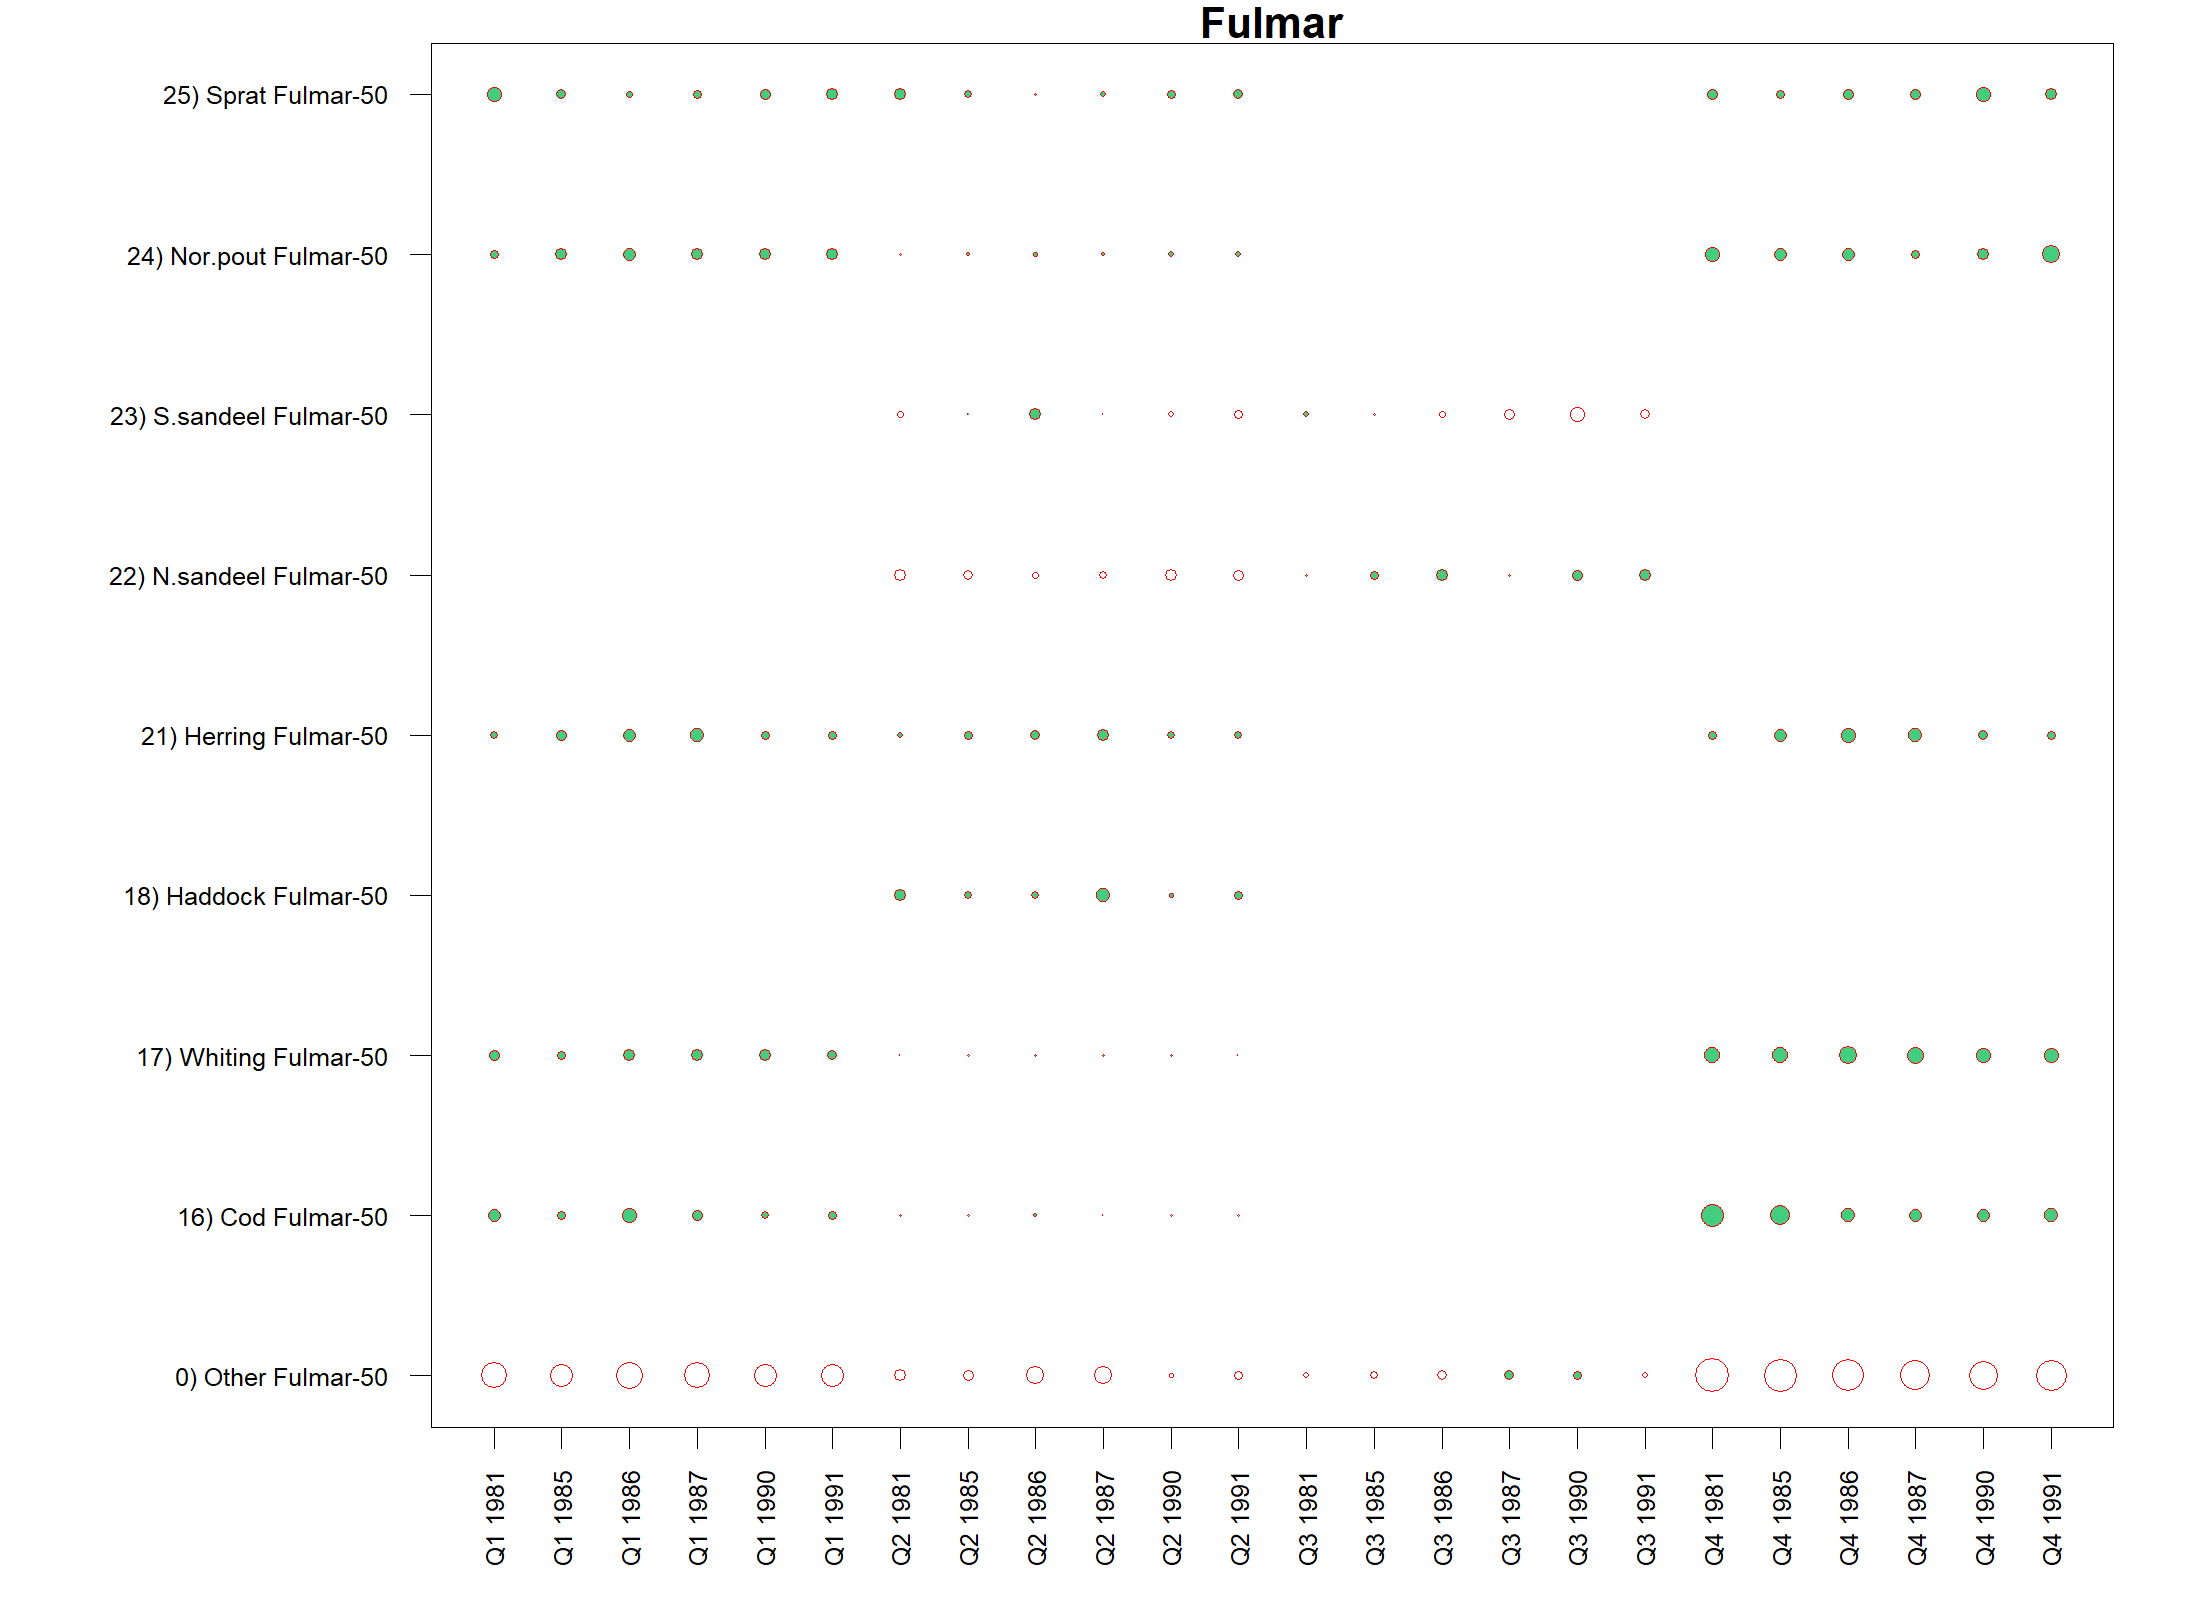 Fulmar
25) Sprat Fulmar-50
24) Nor.pout Fulmar-50
23) S.sandeel Fulmar-50
22) N.sandeel Fulmar-50
21) Herring Fulmar-50
18) Haddock Fulmar-50
17) Whiting Fulmar-50
16) Cod Fulmar-50
0) Other Fulmar-50
Q1 1981
Q1 1985
Q1 1986
Q1 1987
Q1 1990
Q1 1991
Q2 1981
Q2 1985
Q2 1986
Q2 1987
Q2 1990
Q2 1991
Q3 1981
Q3 1985
Q3 1986
Q3 1987
Q3 1990
Q3 1991
Q4 1981
Q4 1985
Q4 1986
Q4 1987
Q4 1990
Q4 1991